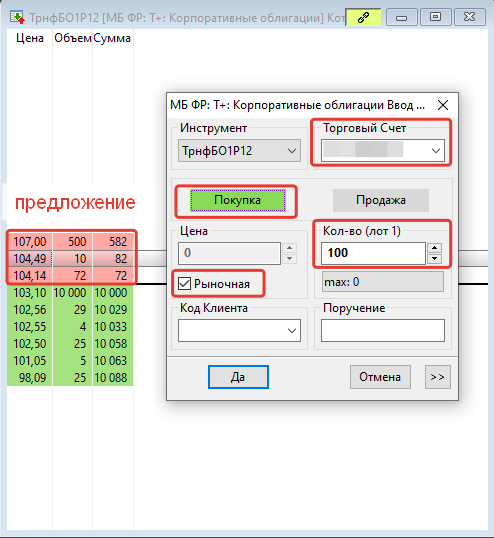 ТрнфБО1Р12 [МБ ФР: Т+: Корпоративные облигации] Кот
Цена Объем Сумма
предложение
107,00 500 582
104,49 10 82
104,14 72 72
103,10 10 000 10 000
102,56 29 10 029
102,55 4 10 033
102,50 25 10 058
101,05 5 10 063
98,09 25 10 088
МБ ФР: Т+: Корпоративные облигации Ввод ...
Инструмент Торговый Счет
ТрнфБО1Р12
Покупка Продажа
Цена Кол-во (лот 1)
0 100
Рыночная max: 0
Код Клиента Поручение
Да Отмена >>